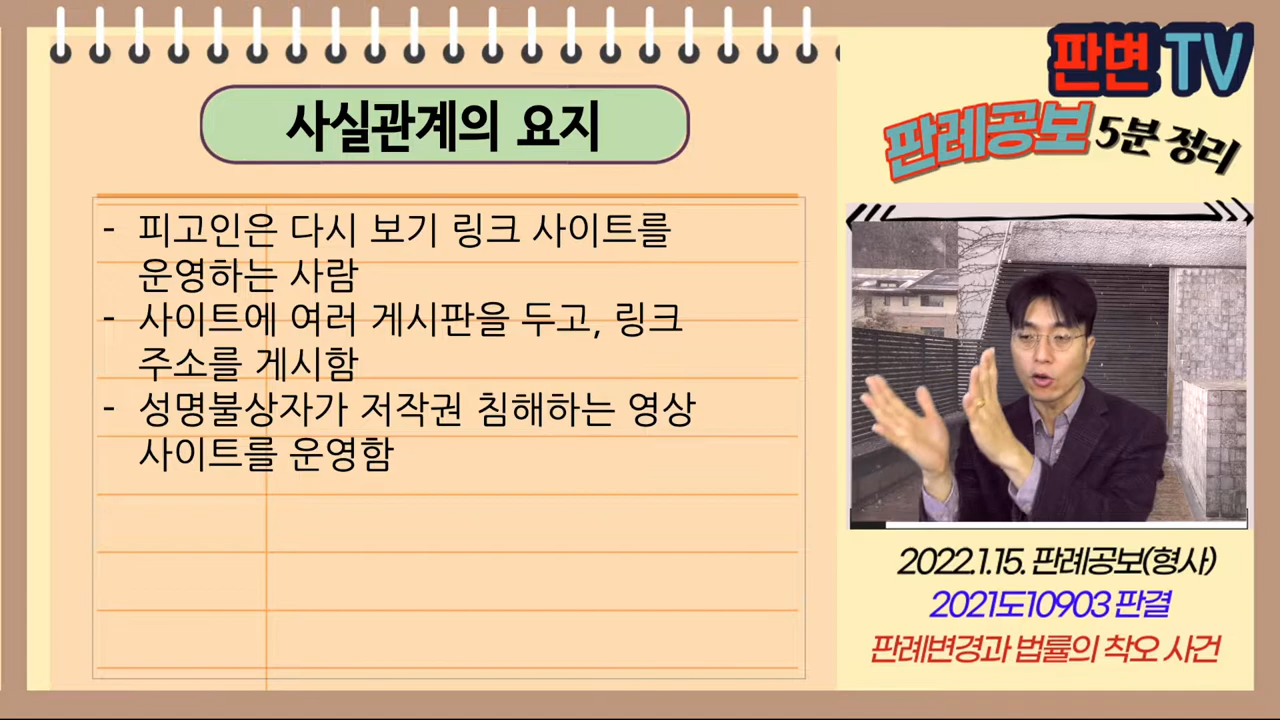 사실관계의 요지
- 피고인은 다시 보기 링크 사이트를
운영하는 사람
- 사이트에 여러 게시판을 두고, 링크
주소를 게시함
- 성명불상자가 저작권 침해하는 영상
사이트를 운영함
판변 TV
판례공보 5분 정리
2022.1.15. 판례공보(형사)
2021도10903 판결
판례변경과 법률의 착오 사건